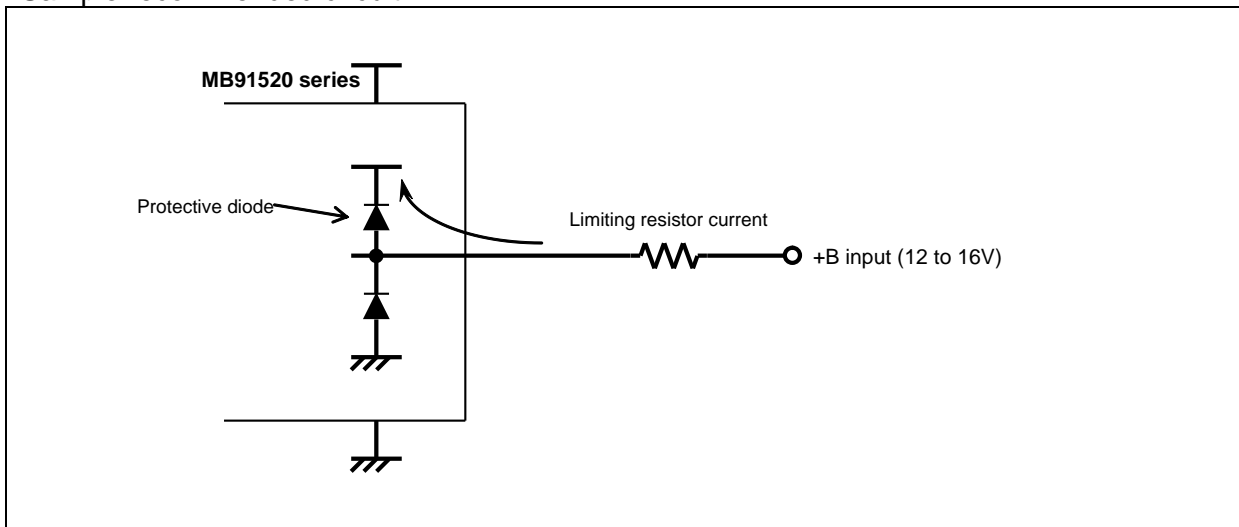 MB91520 series
Protective diode
Limiting resistor current
+B input (12 to 16V)